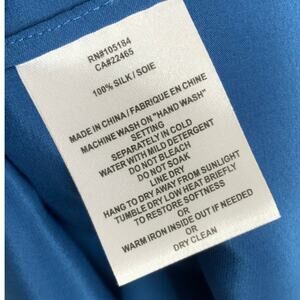 RN#105184
CA#22465
100% SILK / SOIE
MADE IN CHINA / FABRIQUE EN CHINE
MACHINE WASH ON "HAND WASH"
SETTING
SEPARATELY IN COLD
WATER WITH MILD DETERGENT
DO NOT BLEACH
DO NOT SOAK
LINE DRY
HANG TO DRY AWAY FROM SUNLIGHT
TUMBLE DRY LOW HEAT BRIEFLY
TO RESTORE SOFTNESS
OR
WARM IRON INSIDE OUT IF NEEDED
OR
DRY CLEAN